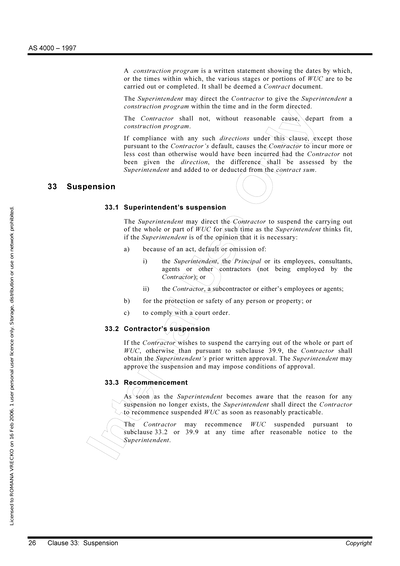 AS 4000 – 1997
A construction program is a written statement showing the dates by which,
or the times within which, the various stages or portions of WUC are to be
carried out or completed. It shall be deemed a Contract document.
The Superintendent may direct the Contractor to give the Superintendent a
construction program within the time and in the form directed.
The Contractor shall not, without reasonable cause, depart from a
construction program.
If compliance with any such directions under this clause, except those
pursuant to the Contractor's default, causes the Contractor to incur more or
less cost than otherwise would have been incurred had the Contractor not
been given the direction, the difference shall be assessed by the
Superintendent and added to or deducted from the contract sum.
33 Suspension
33.1 Superintendent's suspension
The Superintendent may direct the Contractor to suspend the carrying out
of the whole or part of WUC for such time as the Superintendent thinks fit,
if the Superintendent is of the opinion that it is necessary:
a) because of an act, default or omission of:
i) the Superintendent, the Principal or its employees, consultants,
agents or other contractors (not being employed by the
Contractor); or
ii) the Contractor, a subcontractor or either's employees or agents;
b) for the protection or safety of any person or property; or
c) to comply with a court order.
33.2 Contractor's suspension
If the Contractor wishes to suspend the carrying out of the whole or part of
WUC, otherwise than pursuant to subclause 39.9, the Contractor shall
obtain the Superintendent's prior written approval. The Superintendent may
approve the suspension and may impose conditions of approval.
33.3 Recommencement
As soon as the Superintendent becomes aware that the reason for any
suspension no longer exists, the Superintendent shall direct the Contractor
to recommence suspended WUC as soon as reasonably practicable.
The Contractor may recommence WUC suspended pursuant to
subclause 33.2 or 39.9 at any time after reasonable notice to the
Superintendent.
Licensed to ROMANA VRECKO on 16 Feb 2006. 1 user personal user licence only. Storage, distribution or use on network prohibited.
26 Clause 33: Suspension Copyright